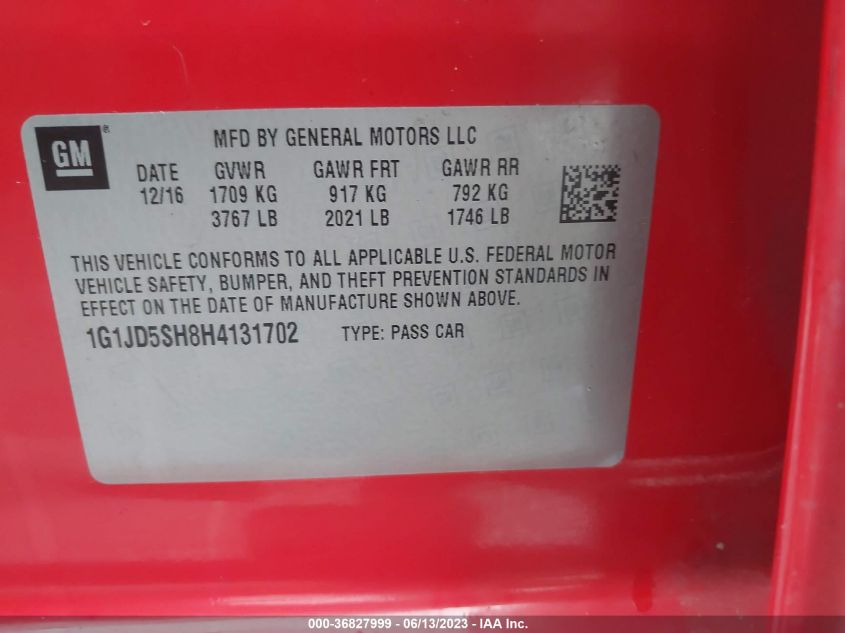 GM
®
MFD BY GENERAL MOTORS LLC
DATE GVWR GAWR FRT GAWR RR
12/16 1709 KG 917 KG 792 KG
3767 LB 2021 LB 1746 LB
THIS VEHICLE CONFORMS TO ALL APPLICABLE U.S. FEDERAL MOTOR
VEHICLE SAFETY, BUMPER, AND THEFT PREVENTION STANDARDS IN
EFFECT ON THE DATE OF MANUFACTURE SHOWN ABOVE.
1G1JD5SH8H4131702 TYPE: PASS CAR
000-36827999 - 06/13/2023 - IAA Inc.